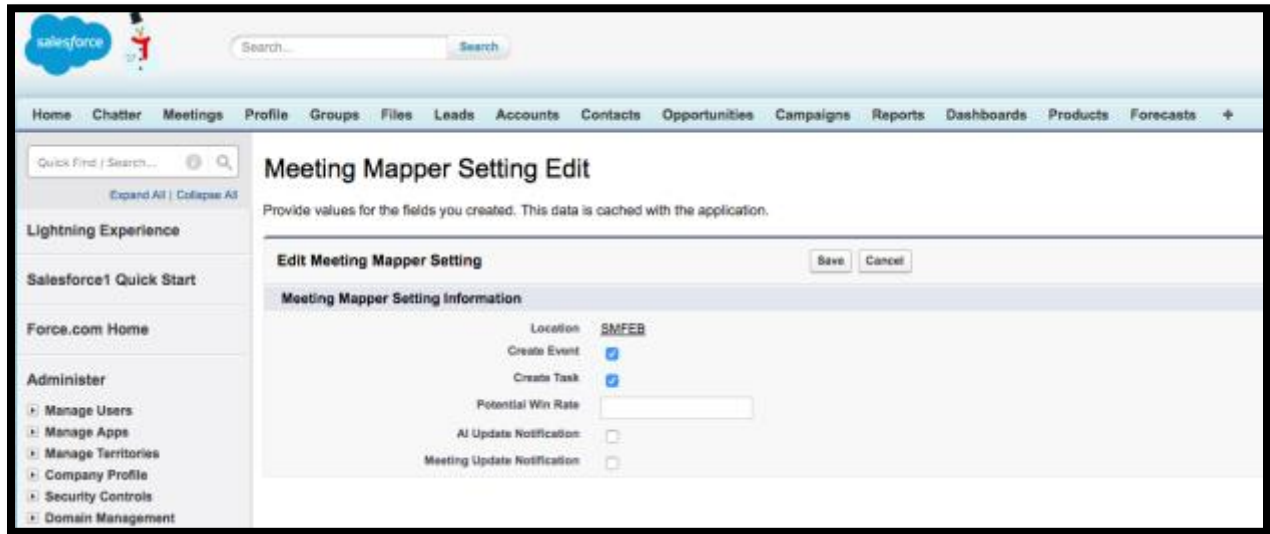 salesforce
Search...
Search
Home Chatter Meetings Profile Groups Files Leads Accounts Contacts Opportunities Campaigns Reports Dashboards Products Forecasts +
Quick Find / Search...
Expand All | Collapse All
Lightning Experience
Salesforce1 Quick Start
Force.com Home
Administer
Manage Users
Manage Apps
Manage Territories
Company Profile
Security Controls
Domain Management
Meeting Mapper Setting Edit
Provide values for the fields you created. This data is cached with the application.
Edit Meeting Mapper Setting
Save Cancel
Meeting Mapper Setting Information
Location SMFEB
Create Event
Create Task
Potential Win Rate
AI Update Notification
Meeting Update Notification